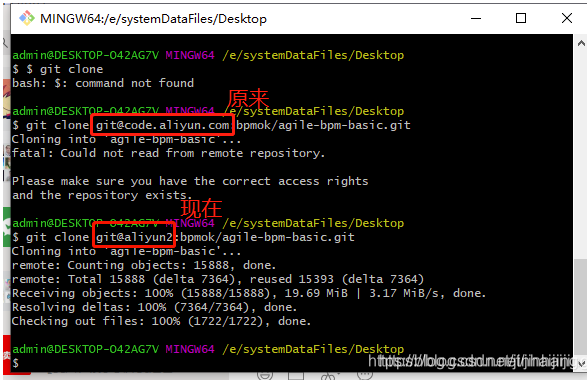 MINGW64:/e/systemDataFiles/Desktop
admin@DESKTOP-O42AG7V MINGW64 /e/systemDataFiles/Desktop
$ $ git clone
bash: $: command not found
原来
admin@DESKTOP-O42AG7V MINGW64 /e/systemDataFiles/Desktop
$ git clone git@code.aliyun.com:bpmok/agile-bpm-basic.git
Cloning into 'agile-bpm-basic'...
fatal: Could not read from remote repository.
Please make sure you have the correct access rights
and the repository exists.
现在
admin@DESKTOP-O42AG7V MINGW64 /e/systemDataFiles/Desktop
$ git clone git@aliyun2:bpmok/agile-bpm-basic.git
Cloning into 'agile-bpm-basic'...
remote: Counting objects: 15888, done.
remote: Total 15888 (delta 7364), reused 15393 (delta 7364)
Receiving objects: 100% (15888/15888), 19.69 MiB | 3.17 MiB/s, done.
Resolving deltas: 100% (7364/7364), done.
Checking out files: 100% (1722/1722), done.
admin@DESKTOP-O42AG7V MINGW64 /e/systemDataFiles/Desktop
$